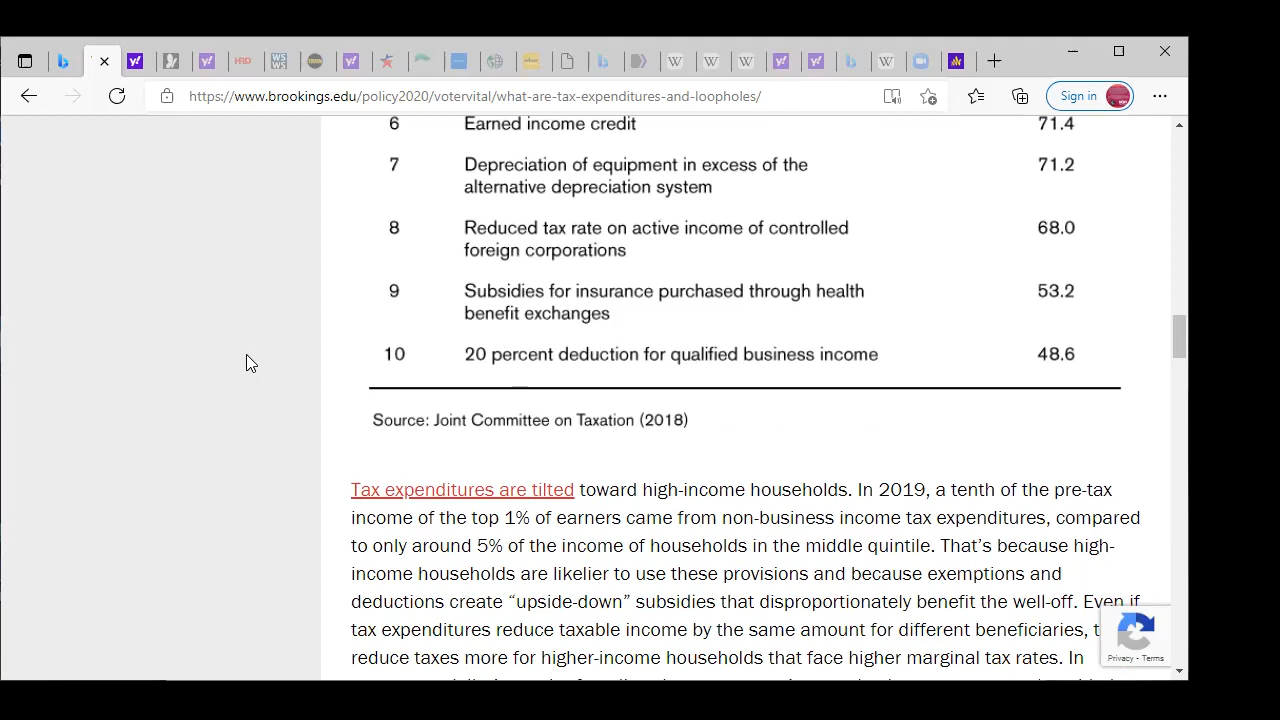 y!
y!
HRD
WS
WS
TRAIN
y!
W
W
W
y!
y!
W
https://www.brookings.edu/policy2020/votervital/what-are-tax-expenditures-and-loopholes/
Sign in
6 Earned income credit 71.4
7 Depreciation of equipment in excess of the 71.2
alternative depreciation system
8 Reduced tax rate on active income of controlled 68.0
foreign corporations
9 Subsidies for insurance purchased through health 53.2
benefit exchanges
10 20 percent deduction for qualified business income 48.6
Source: Joint Committee on Taxation (2018)
Tax expenditures are tilted toward high-income households. In 2019, a tenth of the pre-tax
income of the top 1% of earners came from non-business income tax expenditures, compared
to only around 5% of the income of households in the middle quintile. That’s because high-
income households are likelier to use these provisions and because exemptions and
deductions create “upside-down” subsidies that disproportionately benefit the well-off. Even if
tax expenditures reduce taxable income by the same amount for different beneficiaries,
reduce taxes more for higher-income households that face higher marginal tax rates. In
Privacy - Terms